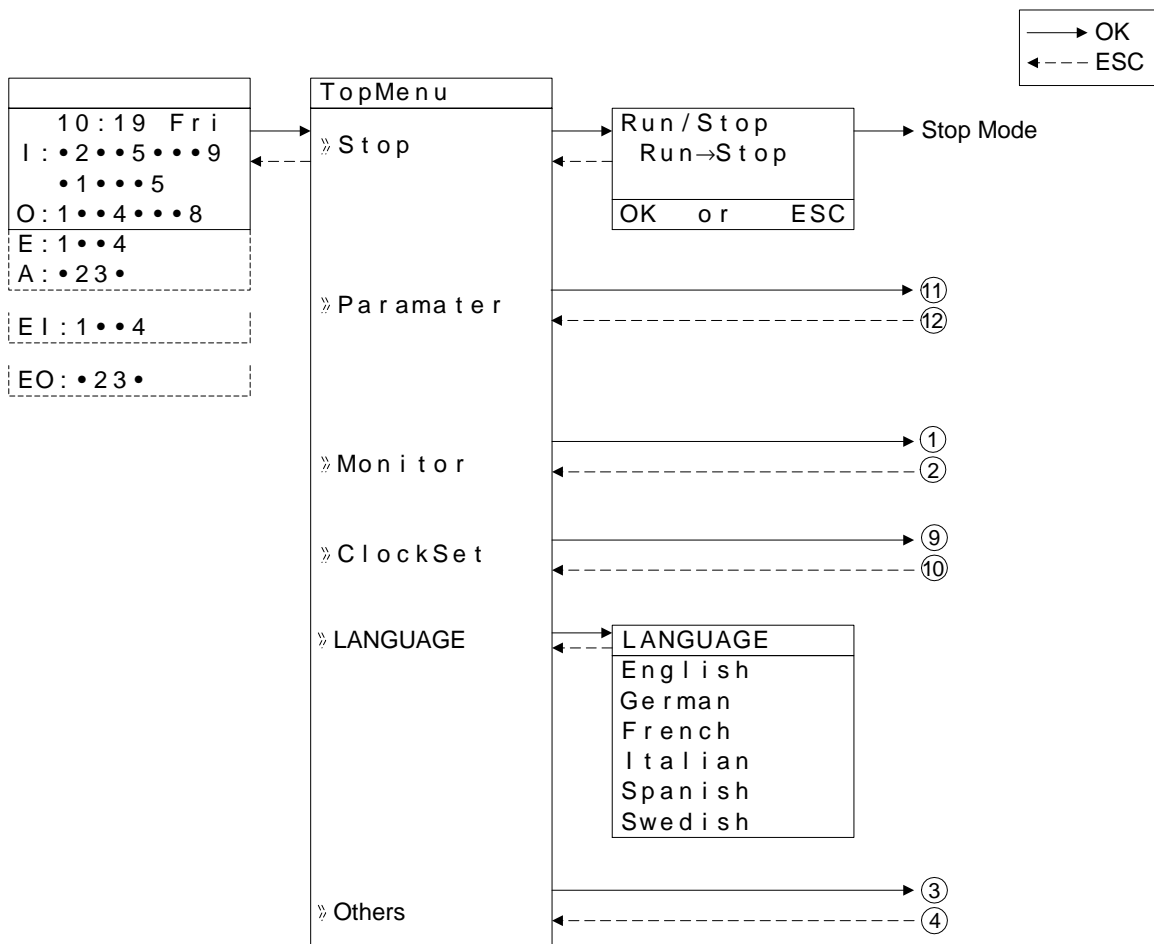 OK
ESC
10:19 Fri
I:•2••5•••9
•1•••5
O:1••4•••8
E:1••4
A:•23•
EI:1••4
EO:•23•
TopMenu
» Stop
» Paramater
» Monitor
» ClockSet
» LANGUAGE
» Others
Run/Stop
Run→Stop
OK or ESC
Stop Mode
⑪
⑫
①
②
⑨
⑩
LANGUAGE
English
German
French
Italian
Spanish
Swedish
③
④